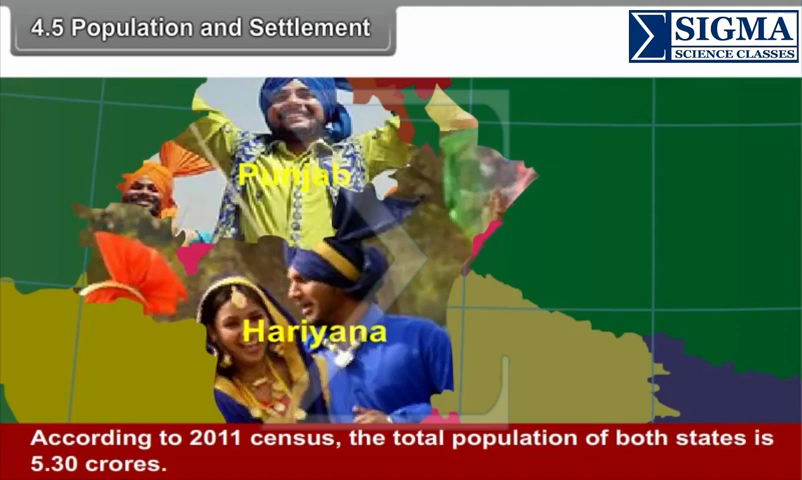 4.5 Population and Settlement
SIGMA
SCIENCE CLASSES
Punjab
Hariyana
According to 2011 census, the total population of both states is
5.30 crores.